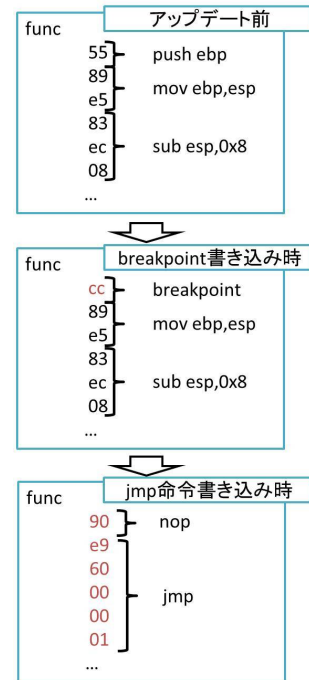 アップデート前
func
55
push ebp
89
mov ebp,esp
e5
83
ec
sub esp,0x8
08
...
breakpoint書き込み時
func
cc
breakpoint
89
mov ebp,esp
e5
83
ec
sub esp,0x8
08
...
jmp命令書き込み時
func
90
nop
e9
60
00
jmp
00
01
...